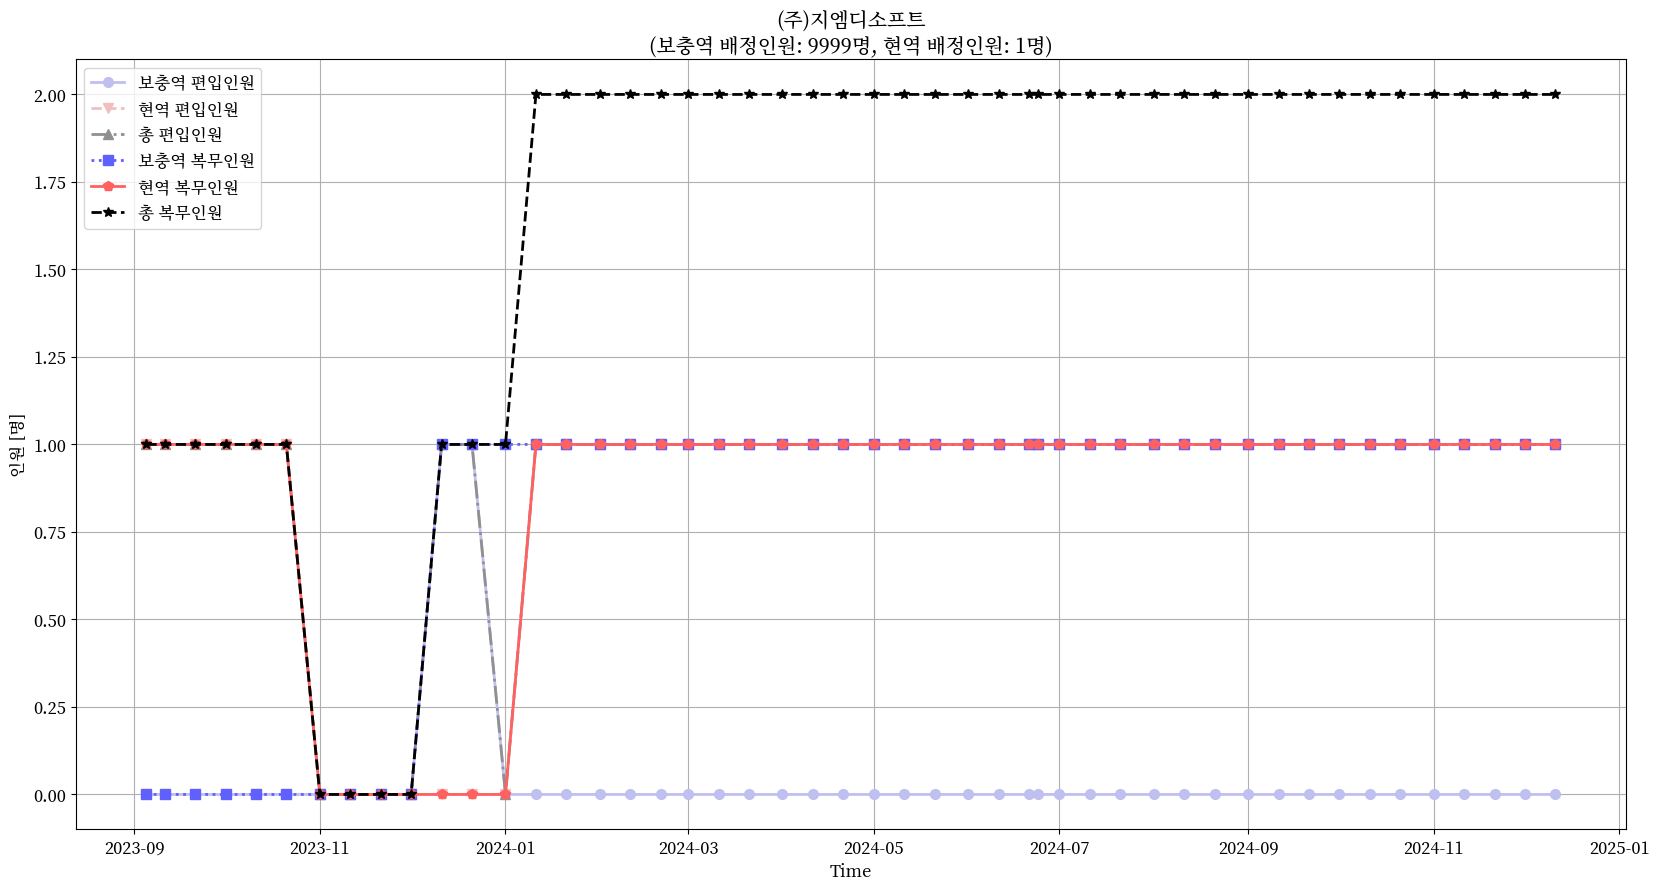 (주)지엠디소프트
(보충역 배정인원: 9999명, 현역 배정인원: 1명)
보충역 편입인원
현역 편입인원
총 편입인원
보충역 복무인원
현역 복무인원
총 복무인원
2.00
1.75
1.50
1.25
1.00
0.75
0.50
0.25
0.00
인원 [명]
2023-09
2023-11
2024-01
2024-03
2024-05
2024-07
2024-09
2024-11
2025-01
Time